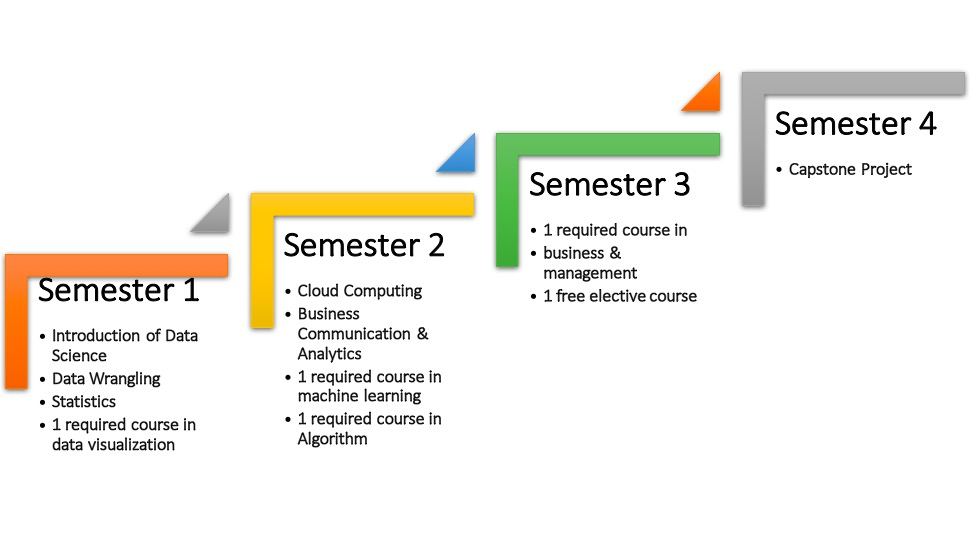 Semester 1
• Introduction of Data
Science
• Data Wrangling
• Statistics
• 1 required course in
data visualization
Semester 2
• Cloud Computing
• Business
Communication &
Analytics
• 1 required course in
machine learning
• 1 required course in
Algorithm
Semester 3
• 1 required course in
• business &
management
• 1 free elective course
Semester 4
• Capstone Project